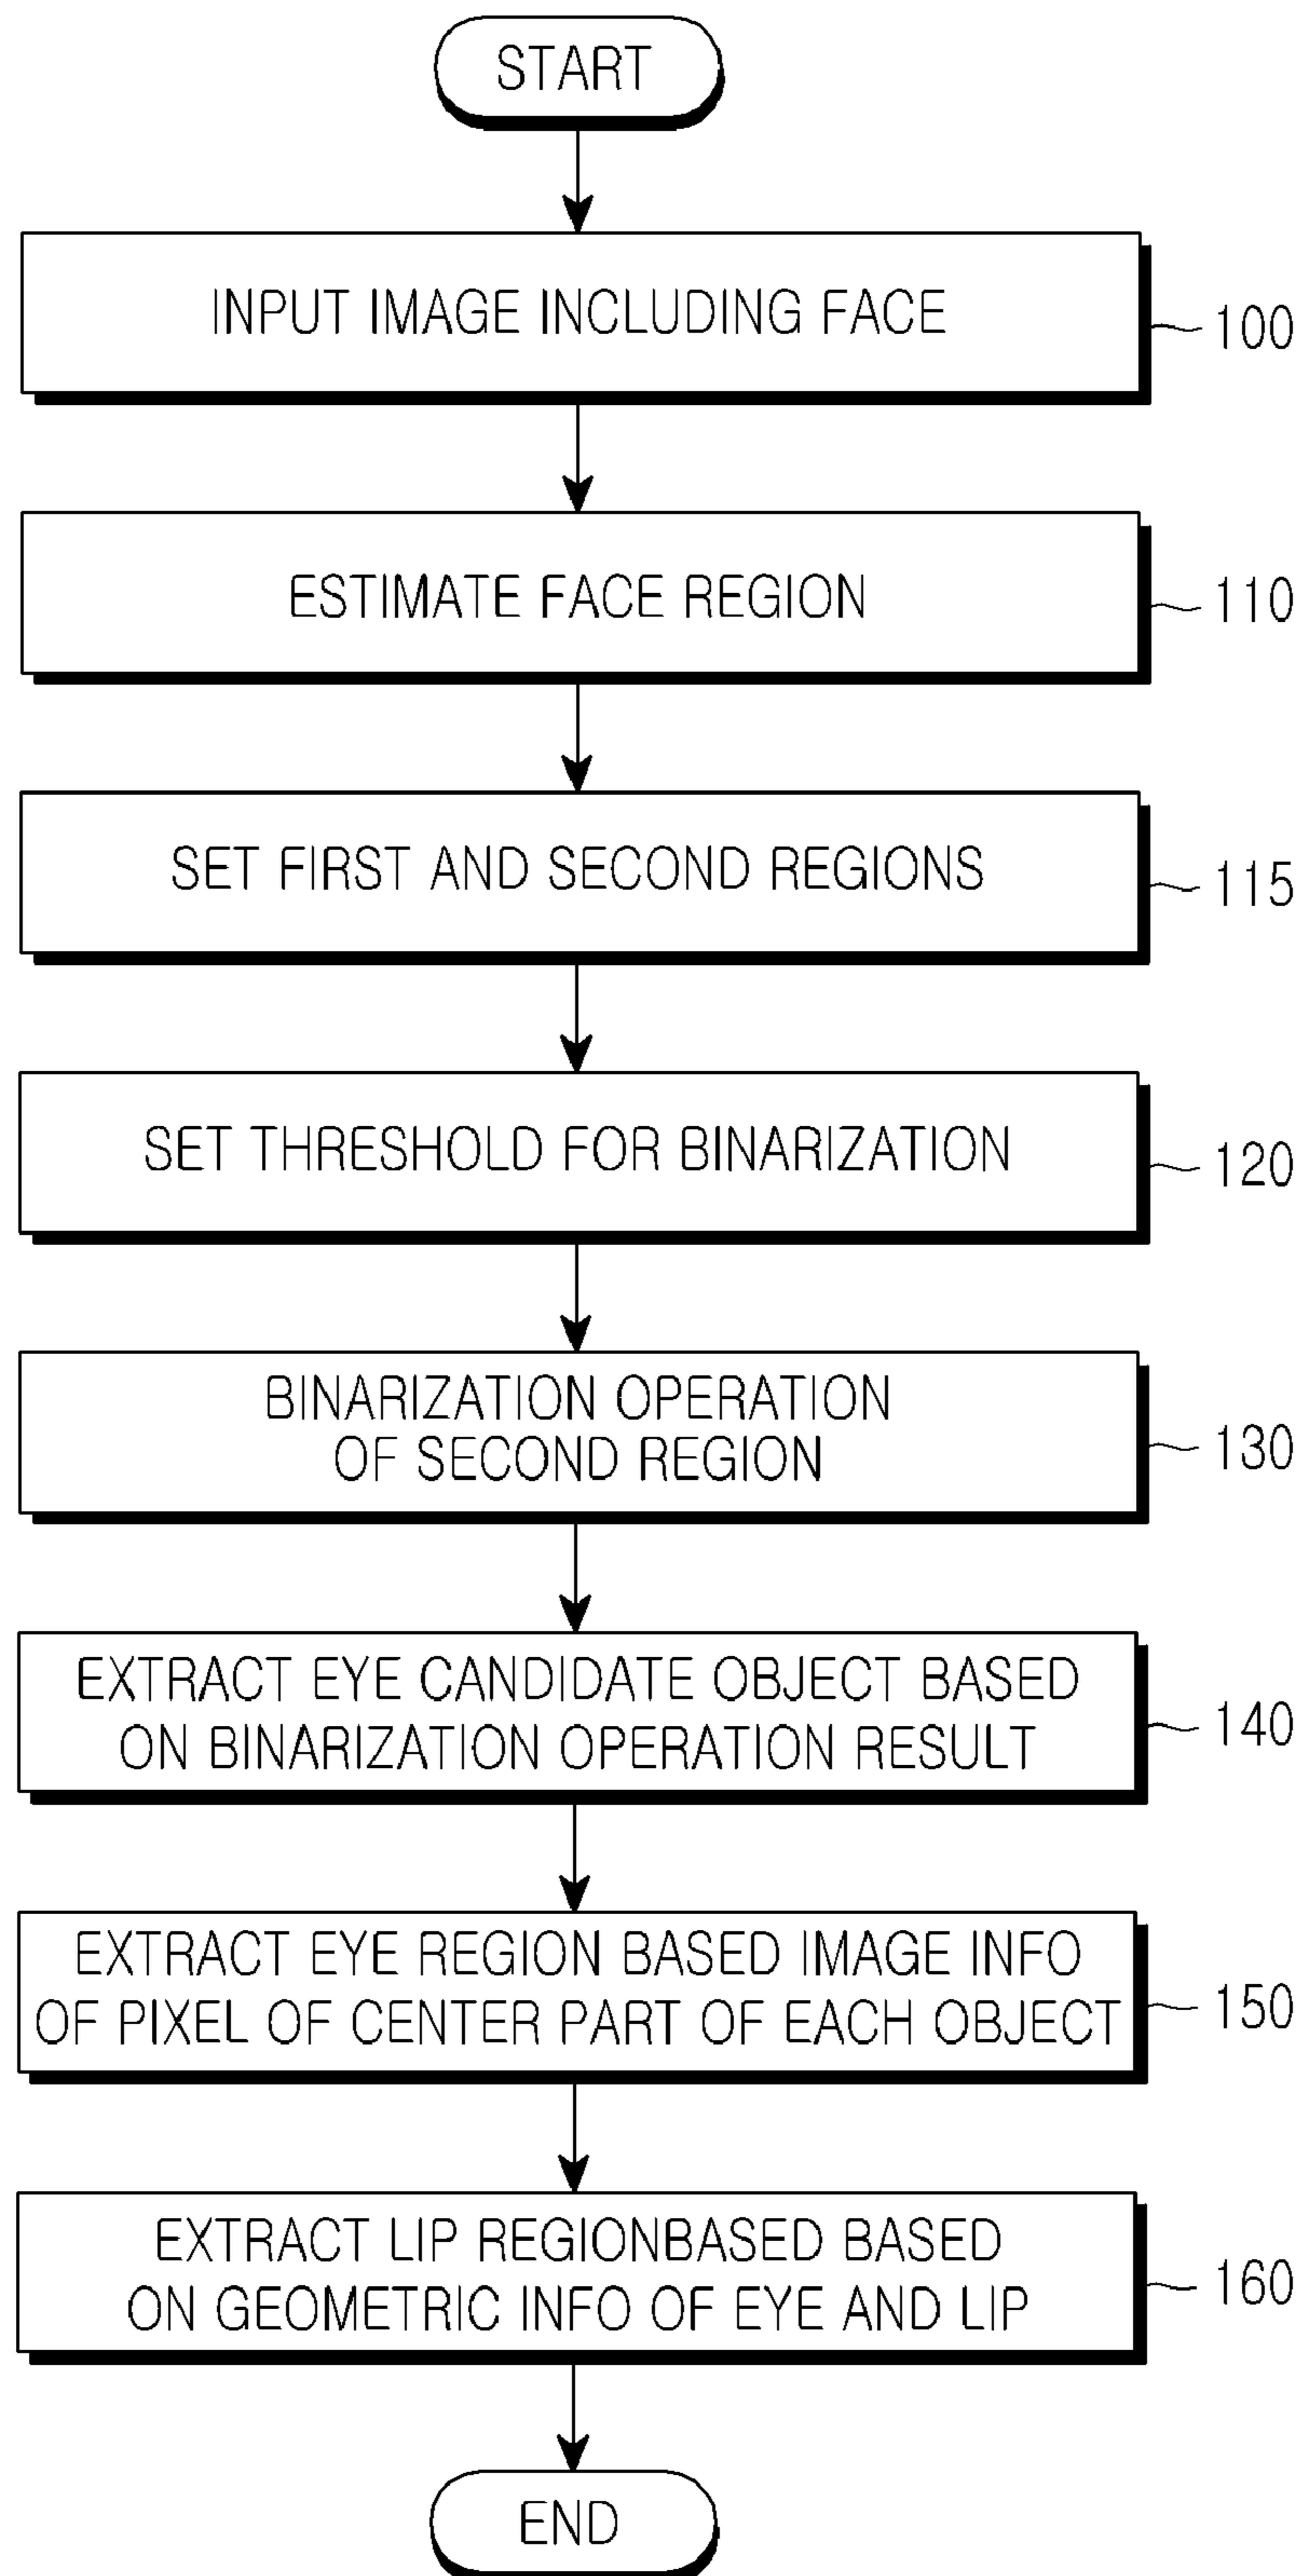 START
INPUT IMAGE INCLUDING FACE
100
ESTIMATE FACE REGION
110
SET FIRST AND SECOND REGIONS
115
SET THRESHOLD FOR BINARIZATION
120
BINARIZATION OPERATION
OF SECOND REGION
130
EXTRACT EYE CANDIDATE OBJECT BASED
ON BINARIZATION OPERATION RESULT
140
EXTRACT EYE REGION BASED IMAGE INFO
OF PIXEL OF CENTER PART OF EACH OBJECT
150
EXTRACT LIP REGIONBASED BASED
ON GEOMETRIC INFO OF EYE AND LIP
160
END